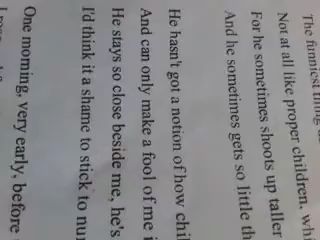 The funniest thing
Not at all like proper children, whi
For he sometimes shoots up taller
And he sometimes gets so little th
He hasn't got a notion of how chil
And can only make a fool of me i
He stays so close beside me, he's
I'd think it a shame to stick to nu
One morning, very early, before